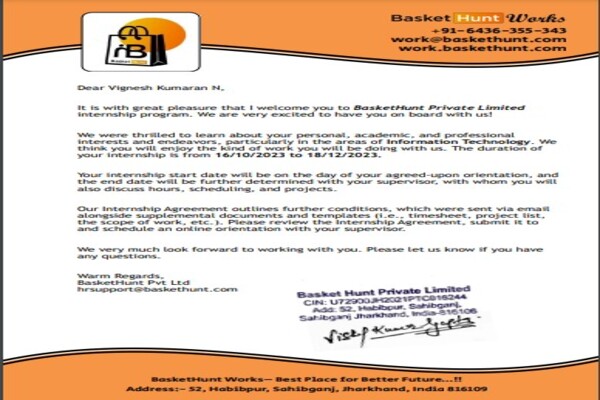 Basket Hunt Works
+91-6436-355-343
work@baskethunt.com
work.baskethunt.com
Dear Vignesh Kumaran N,
It is with great pleasure that I welcome you to BasketHunt Private Limited
internship program. We are very excited to have you on board with us!
We were thrilled to learn about your personal, academic, and professional
interests and endeavors, particularly in the areas of Information Technology. We
think you will enjoy the kind of work you will be doing with us. The duration of
your internship is from 16/10/2023 to 18/12/2023.
Your internship start date will be on the day of your agreed-upon orientation, and
the end date will be further determined with your supervisor, with whom you will
also discuss hours, scheduling, and projects.
Our Internship Agreement outlines further conditions, which were sent via email
alongside supplemental documents and templates (i.e., timesheet, project list,
the scope of work, etc.,). Please review the Internship Agreement, submit it to
and schedule an online orientation with your supervisor.
We very much look forward to working with you. Please let us know if you have
any questions.
Warm Regards,
BasketHunt Pvt Ltd
hrsupport@baskethunt.com
Basket Hunt Private Limited
CIN: U72900JH2021PTC016244
Add: 52, Habibpur, Sahibganj,
Sahibganj Jharkhand, India-816106
BasketHunt Works— Best Place for Better Future...!!
Address:- 52, Habibpur, Sahibganj, Jharkhand, India 816109